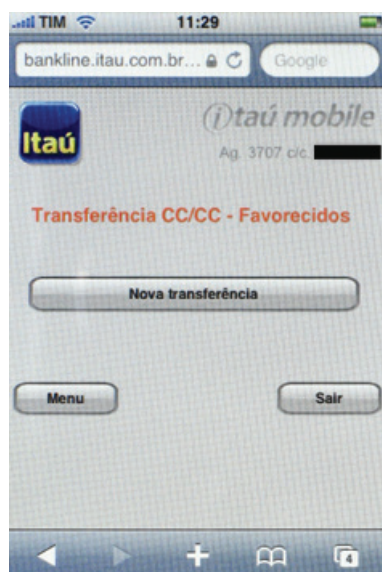 TIM 11:29
bankline.itau.com.br... Google
Itaú
itaú mobile
Ag. 3707 c/c.
Transferência CC/CC - Favorecidos
Nova transferência
Menu Sair
4